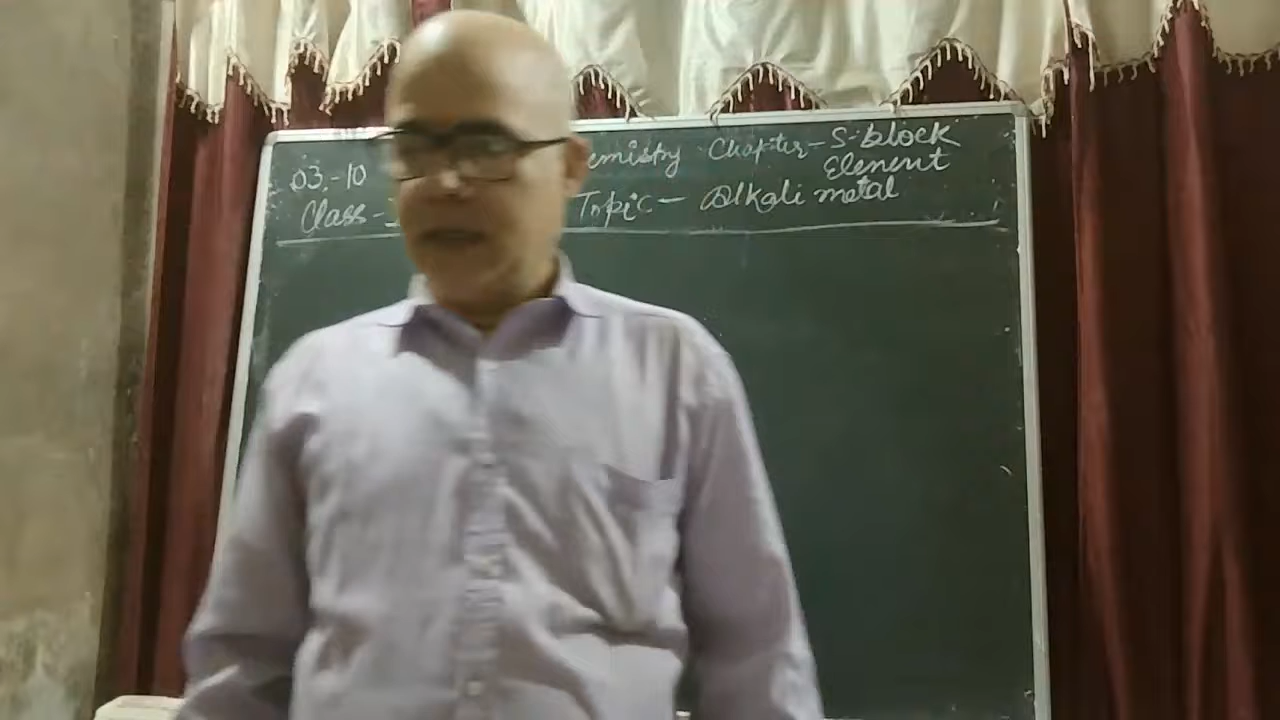 03.-10 emistry Chapter- S-block
Element
Class- Topic- Alkali metal